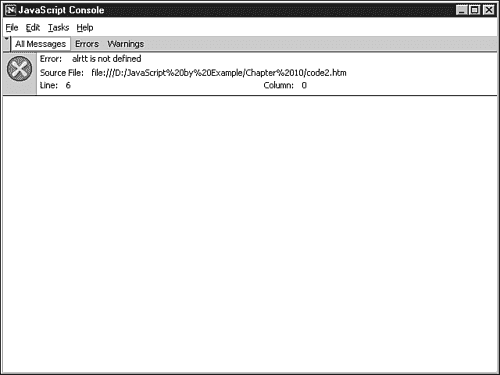 JavaScript Console
File Edit Tasks Help
All Messages Errors Warnings
Error: alrtt is not defined
Source File: file:///D:/JavaScript%20by%20Example/Chapter%2010/code2.htm
Line: 6 Column: 0